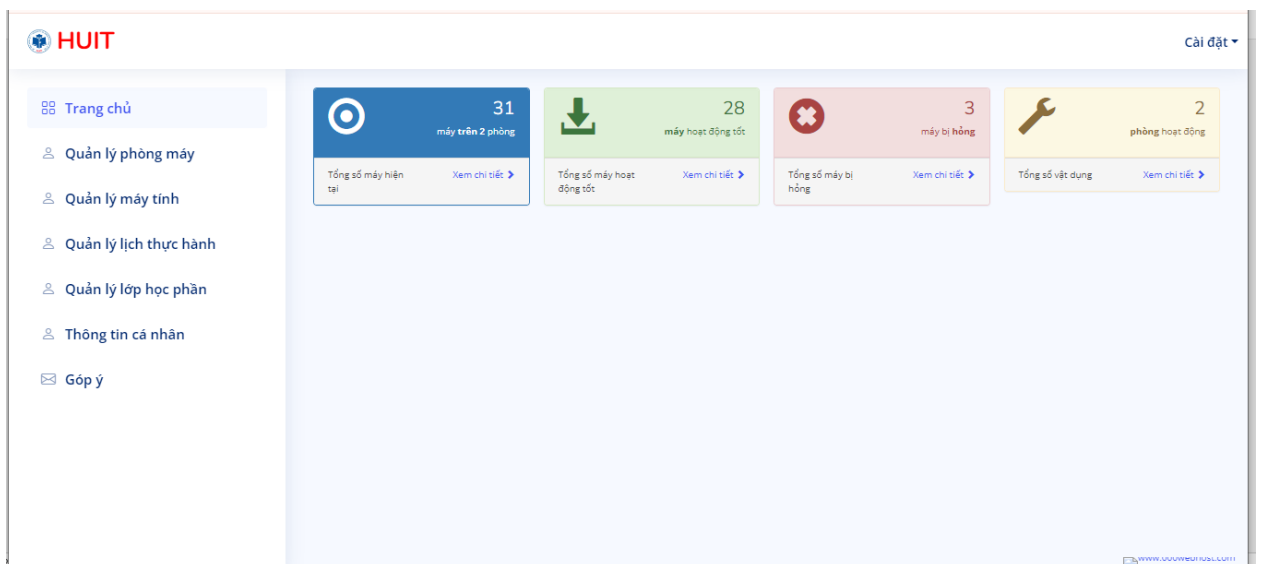 HUIT
Cài đặt
Trang chủ
Quản lý phòng máy
Quản lý máy tính
Quản lý lịch thực hành
Quản lý lớp học phần
Thông tin cá nhân
Góp ý
31
máy trên 2 phòng
Tổng số máy hiện
tại
Xem chi tiết
28
máy hoạt động tốt
Tổng số máy hoạt
động tốt
Xem chi tiết
3
máy bị hỏng
Tổng số máy bị
hỏng
Xem chi tiết
2
phòng hoạt động
Tổng số vật dụng
Xem chi tiết
www.000webhost.com